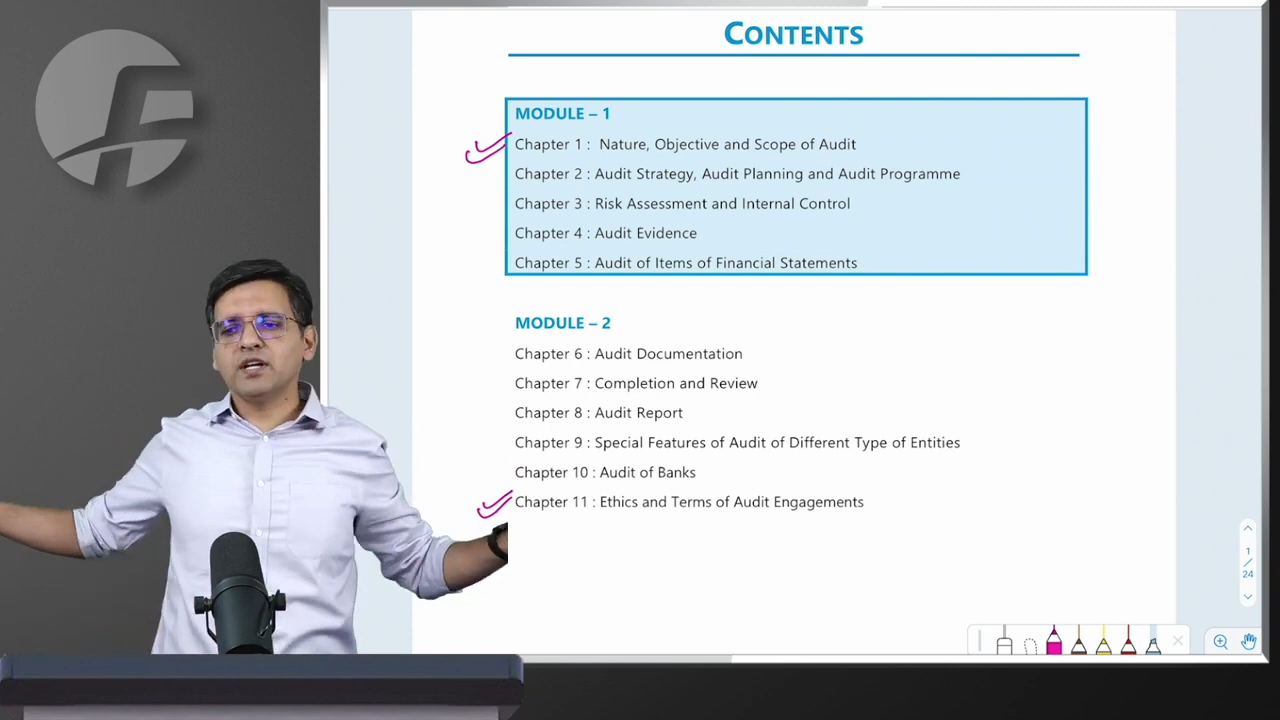 CONTENTS
MODULE – 1
Chapter 1 : Nature, Objective and Scope of Audit
Chapter 2 : Audit Strategy, Audit Planning and Audit Programme
Chapter 3 : Risk Assessment and Internal Control
Chapter 4 : Audit Evidence
Chapter 5 : Audit of Items of Financial Statements
MODULE – 2
Chapter 6 : Audit Documentation
Chapter 7 : Completion and Review
Chapter 8 : Audit Report
Chapter 9 : Special Features of Audit of Different Type of Entities
Chapter 10 : Audit of Banks
Chapter 11 : Ethics and Terms of Audit Engagements
1
/
24